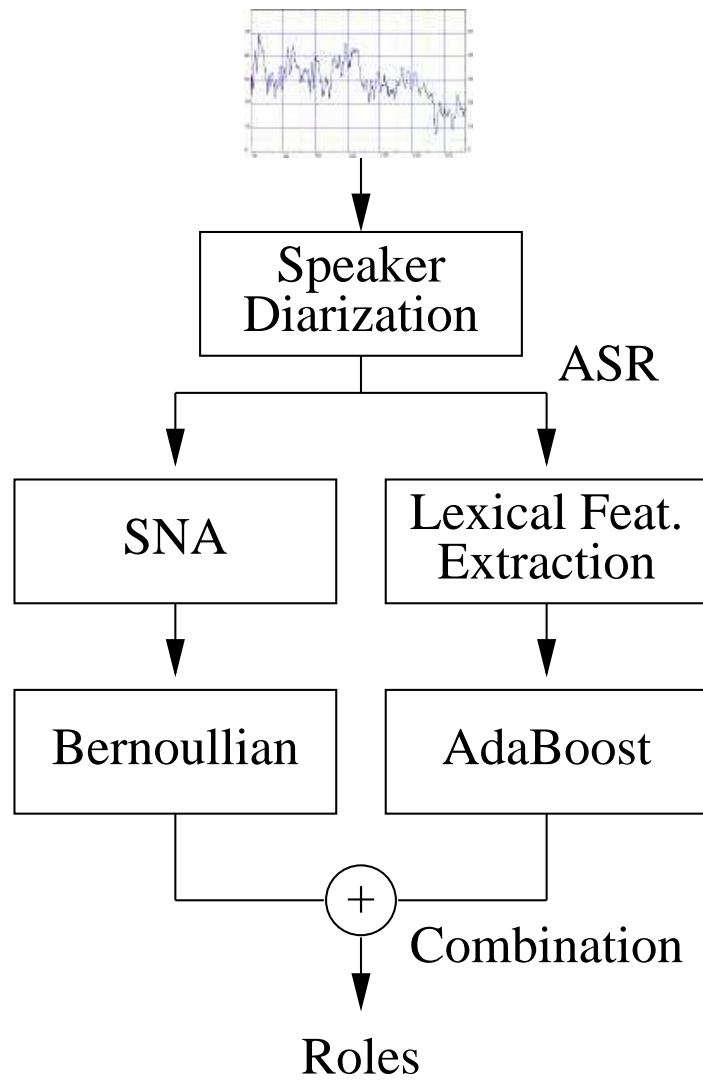 Speaker
Diarization
ASR
SNA
Lexical Feat.
Extraction
Bernoullian
AdaBoost
+
Combination
Roles